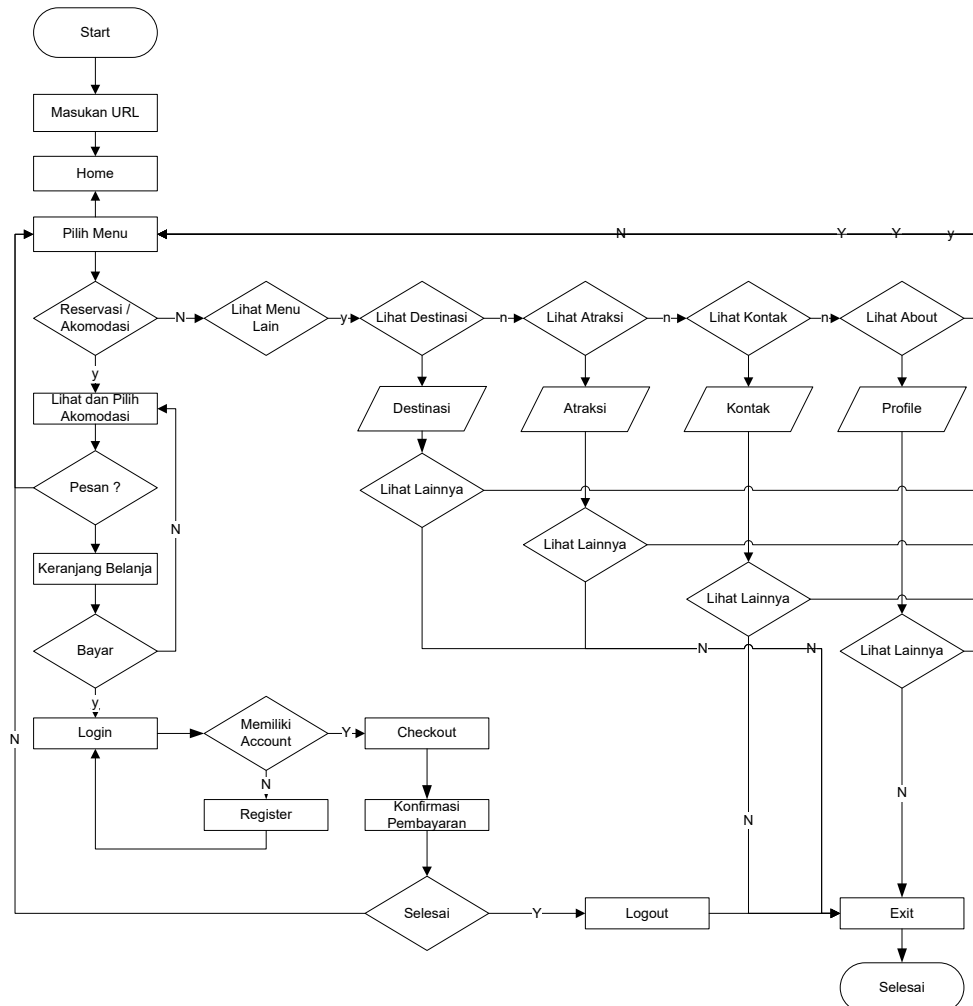 Start
Masukan URL
Home
Pilih Menu
N
Y
Y
y
Reservasi /
Akomodasi
N
Lihat Menu
Lain
y
Lihat Destinasi
n
Lihat Atraksi
n
Lihat Kontak
n
Lihat About
y
Lihat dan Pilih
Akomodasi
Destinasi
Atraksi
Kontak
Profile
Pesan ?
Lihat Lainnya
N
Lihat Lainnya
Keranjang Belanja
Lihat Lainnya
Bayar
N
N
Lihat Lainnya
y
N
Login
Memiliki
Account
Y
Checkout
N
Register
Konfirmasi
Pembayaran
N
N
Selesai
Y
Logout
Exit
Selesai